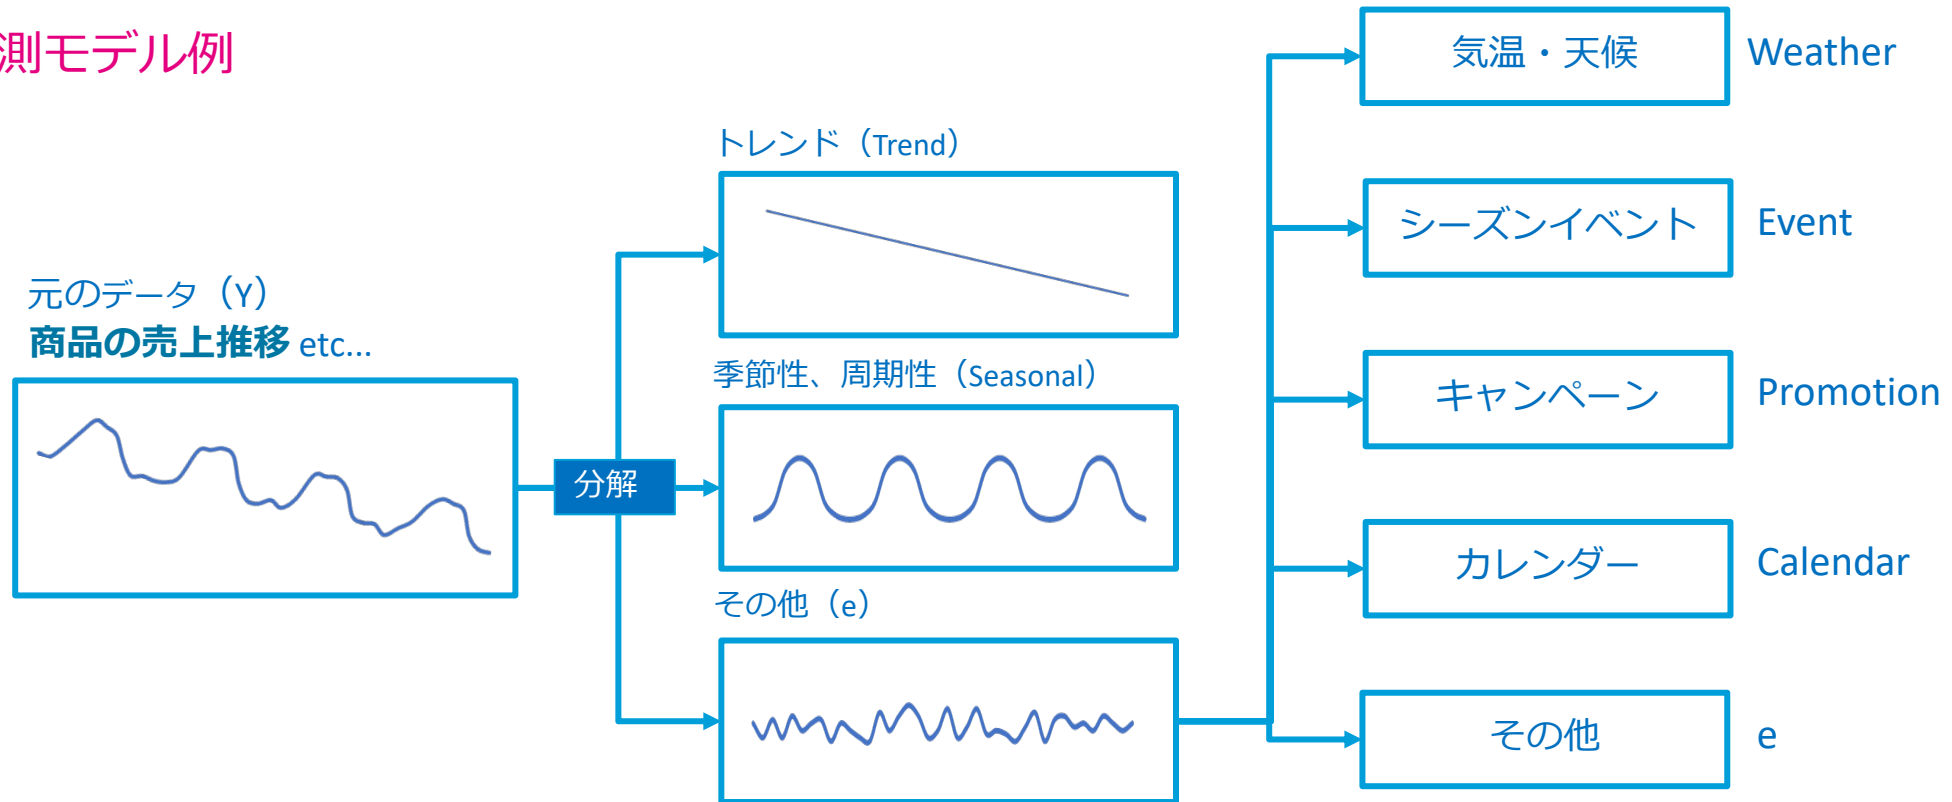 測モデル例
気温・天候
Weather
トレンド（Trend）
シーズンイベント
Event
元のデータ（Y）
商品の売上推移 etc...
季節性、周期性（Seasonal）
キャンペーン
Promotion
分解
カレンダー
Calendar
その他（e）
その他
e